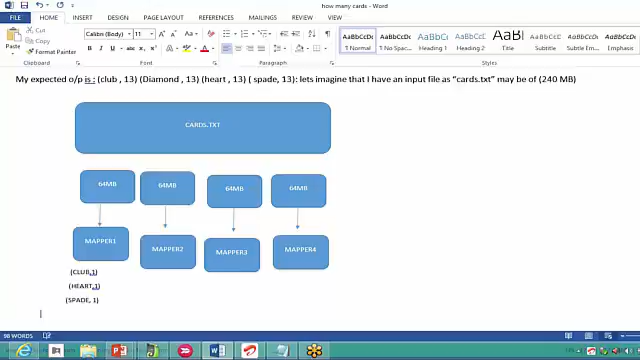 how many cards - Word
FILE HOME INSERT DESIGN PAGE LAYOUT REFERENCES MAILINGS REVIEW VIEW
Cut
Copy
Format Painter
Paste
Clipboard
Calibri (Body) 11
Font
Paragraph
AaBbCcDc AaBbCcDc AaBbCc AaBbCcD AaBl AaBbCcD AaBbCcDc AaBbCcDc
¶ Normal ¶ No Spac... Heading 1 Heading 2 Title Subtitle Subtle Em... Emphasis
Styles
My expected o/p is : (club , 13) (Diamond , 13) (heart , 13) ( spade, 13): lets imagine that I have an input file as “cards.txt” may be of (240 MB)
CARDS.TXT
64MB 64MB 64MB 64MB
MAPPER1 MAPPER2 MAPPER3 MAPPER4
(CLUB,1)
(HEART,1)
(SPADE, 1)
98 WORDS